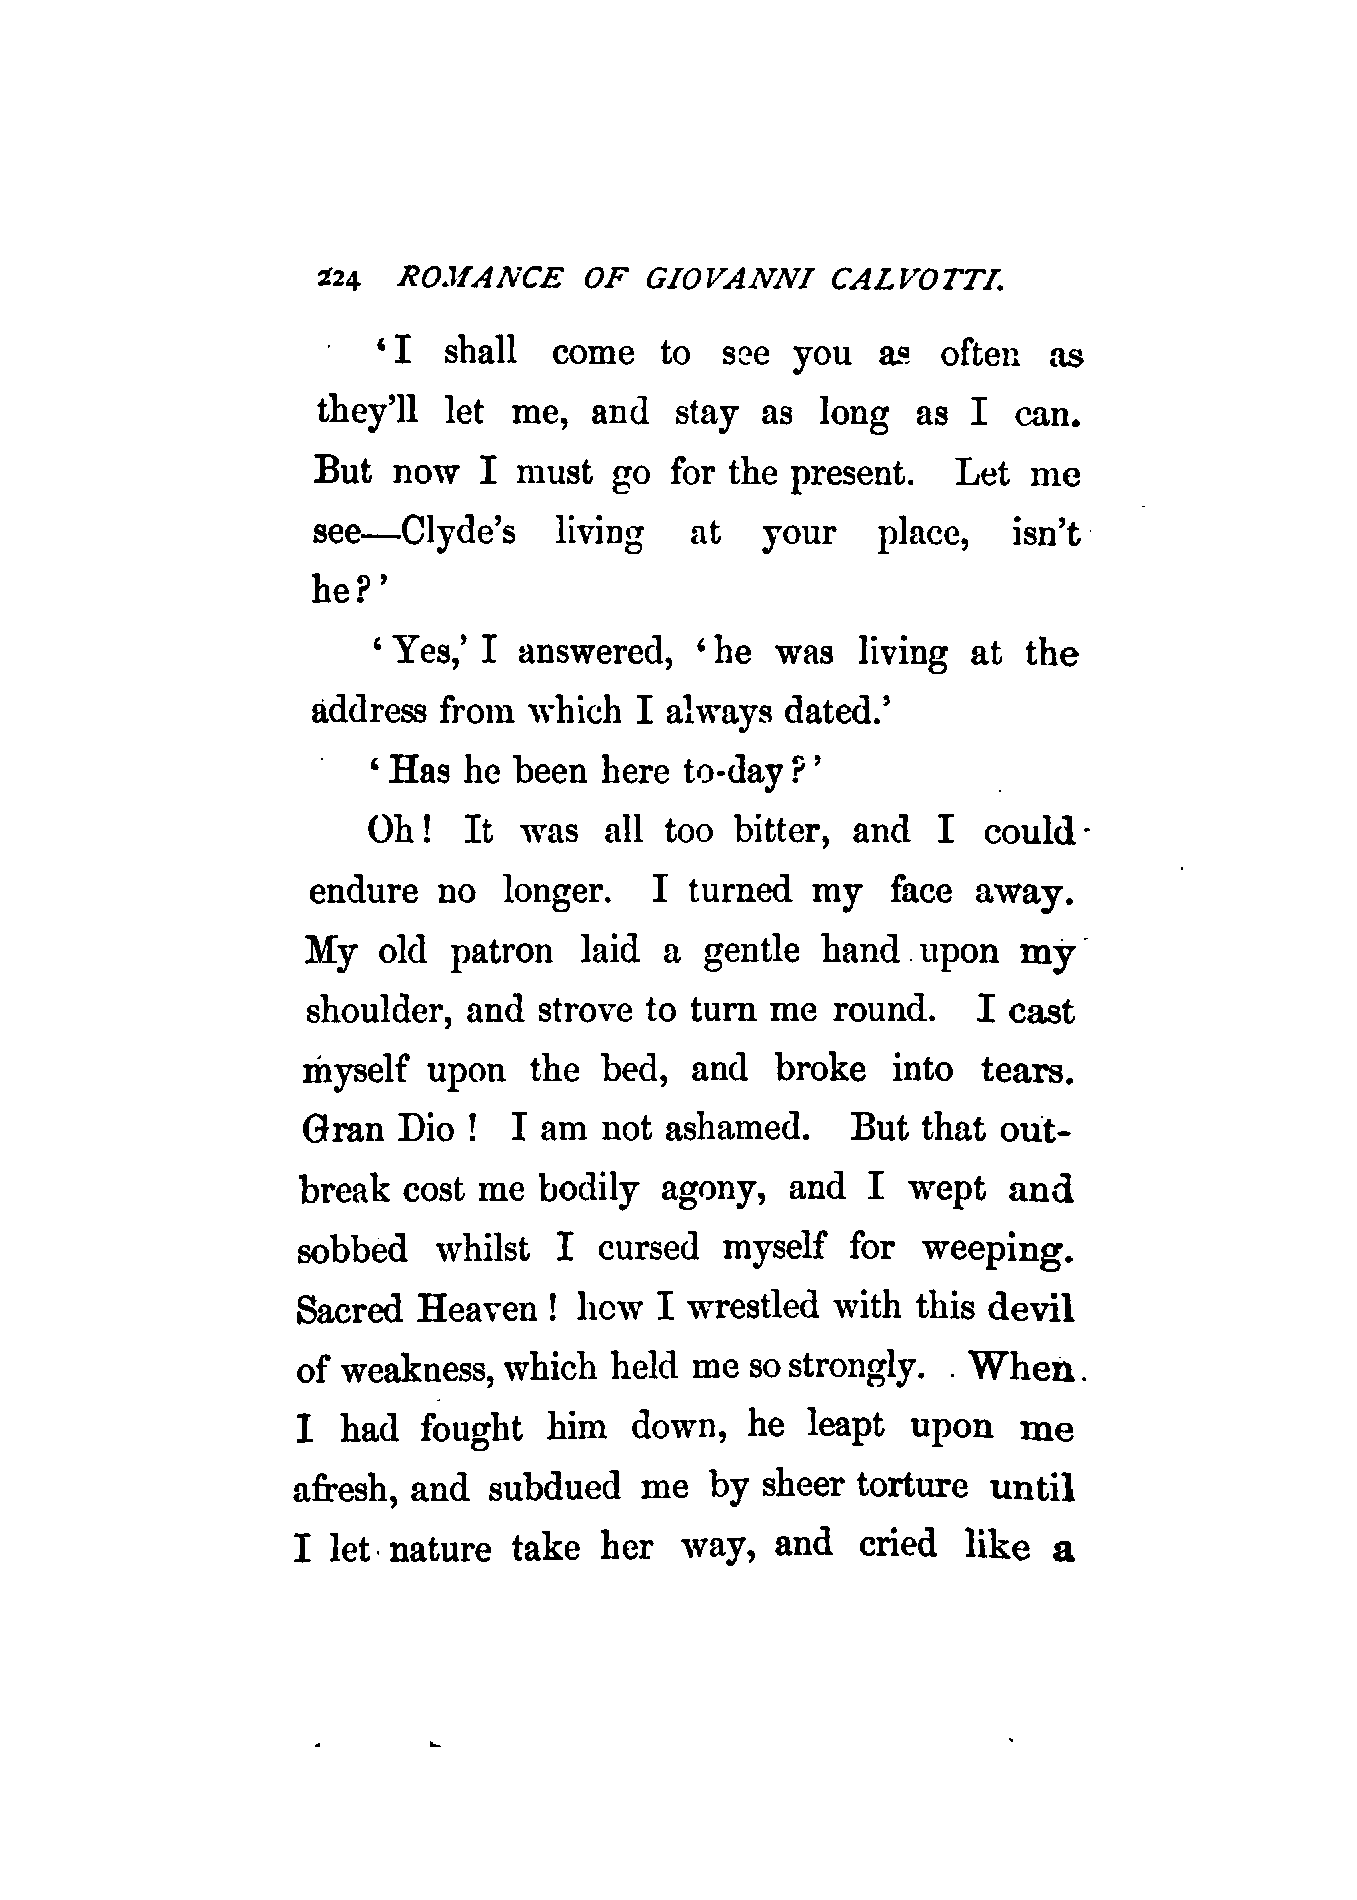 224 ROMANCE OF GIOVANNI CALVOTTI.
‘I shall come to see you as often as
they’ll let me, and stay as long as I can.
But now I must go for the present. Let me
see—Clyde’s living at your place, isn’t
he?’
‘Yes,’ I answered, ‘he was living at the
address from which I always dated.’
‘Has he been here to-day?’
Oh! It was all too bitter, and I could
endure no longer. I turned my face away.
My old patron laid a gentle hand upon my
shoulder, and strove to turn me round. I cast
myself upon the bed, and broke into tears.
Gran Dio! I am not ashamed. But that out-
break cost me bodily agony, and I wept and
sobbed whilst I cursed myself for weeping.
Sacred Heaven! how I wrestled with this devil
of weakness, which held me so strongly. When
I had fought him down, he leapt upon me
afresh, and subdued me by sheer torture until
I let nature take her way, and cried like a